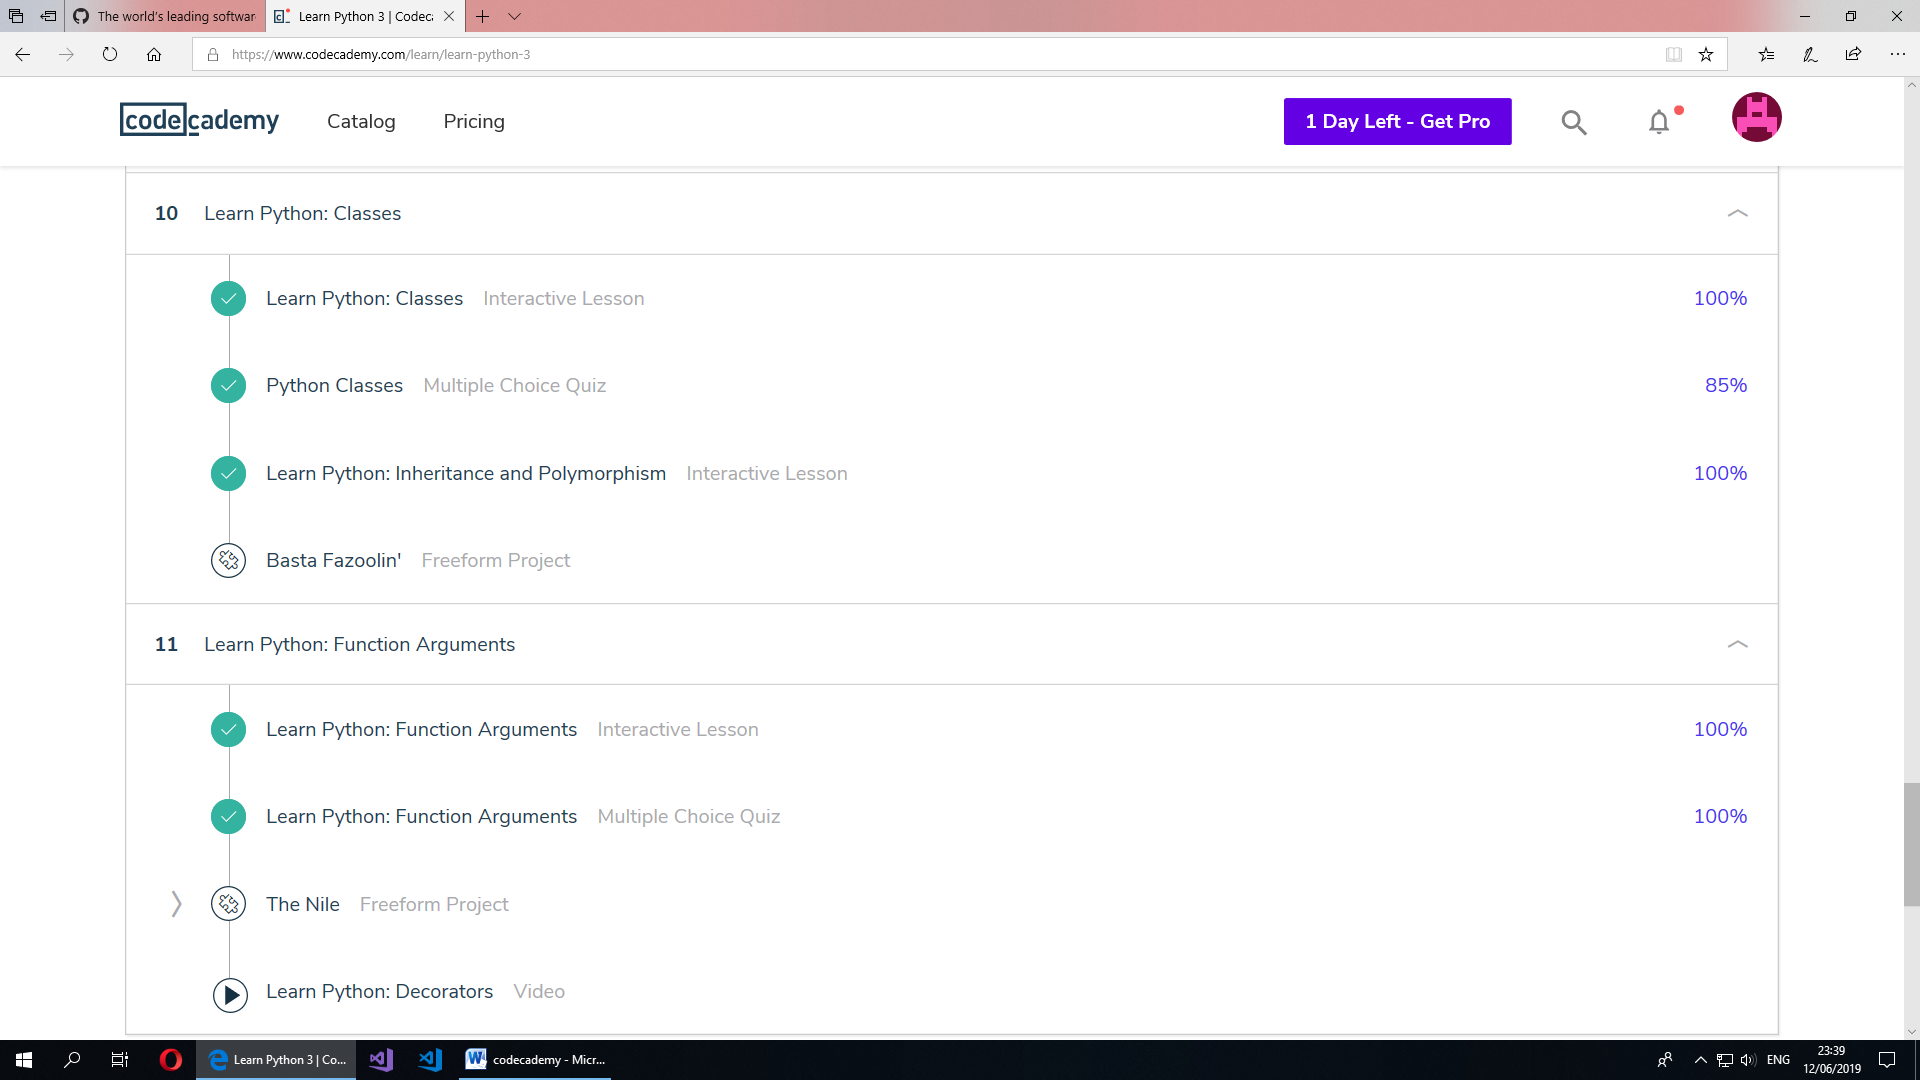 The world's leading softwar
Learn Python 3 | Codec
https://www.codecademy.com/learn/learn-python-3
codecademy
Catalog
Pricing
1 Day Left - Get Pro
10 Learn Python: Classes
Learn Python: Classes Interactive Lesson 100%
Python Classes Multiple Choice Quiz 85%
Learn Python: Inheritance and Polymorphism Interactive Lesson 100%
Basta Fazoolin' Freeform Project
11 Learn Python: Function Arguments
Learn Python: Function Arguments Interactive Lesson 100%
Learn Python: Function Arguments Multiple Choice Quiz 100%
The Nile Freeform Project
Learn Python: Decorators Video
Learn Python 3 | Co...
codecademy - Micr...
ENG
23:39
12/06/2019